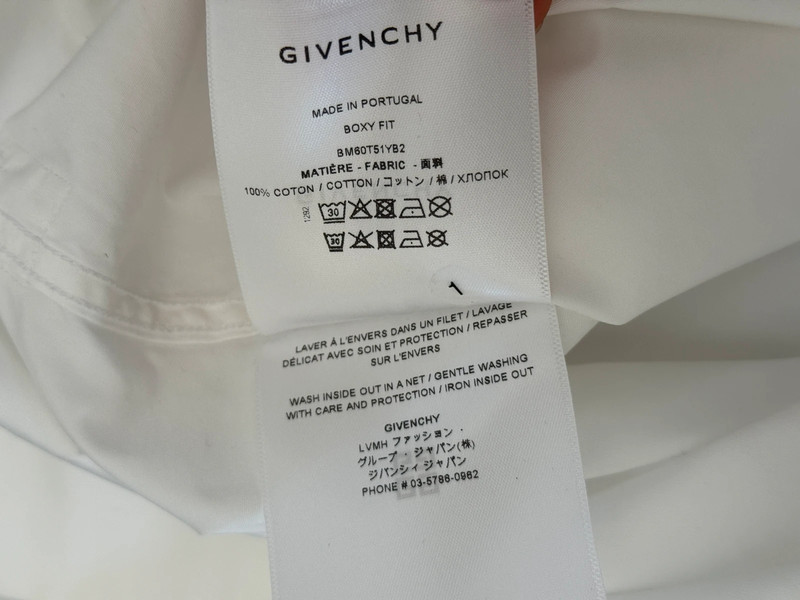 GIVENCHY
MADE IN PORTUGAL
BOXY FIT
BM60T51YB2
MATIÈRE - FABRIC - 面料
100% COTON / COTTON / コットン / 棉 / ХЛОПОК
1292
30
30
1
LAVER À L'ENVERS DANS UN FILET / LAVAGE
DÉLICAT AVEC SOIN ET PROTECTION / REPASSER
SUR L'ENVERS
WASH INSIDE OUT IN A NET / GENTLE WASHING
WITH CARE AND PROTECTION / IRON INSIDE OUT
GIVENCHY
LVMH ファッション ·
グループ · ジャパン(株)
ジバンシィ ジャパン
PHONE # 03-5786-0962